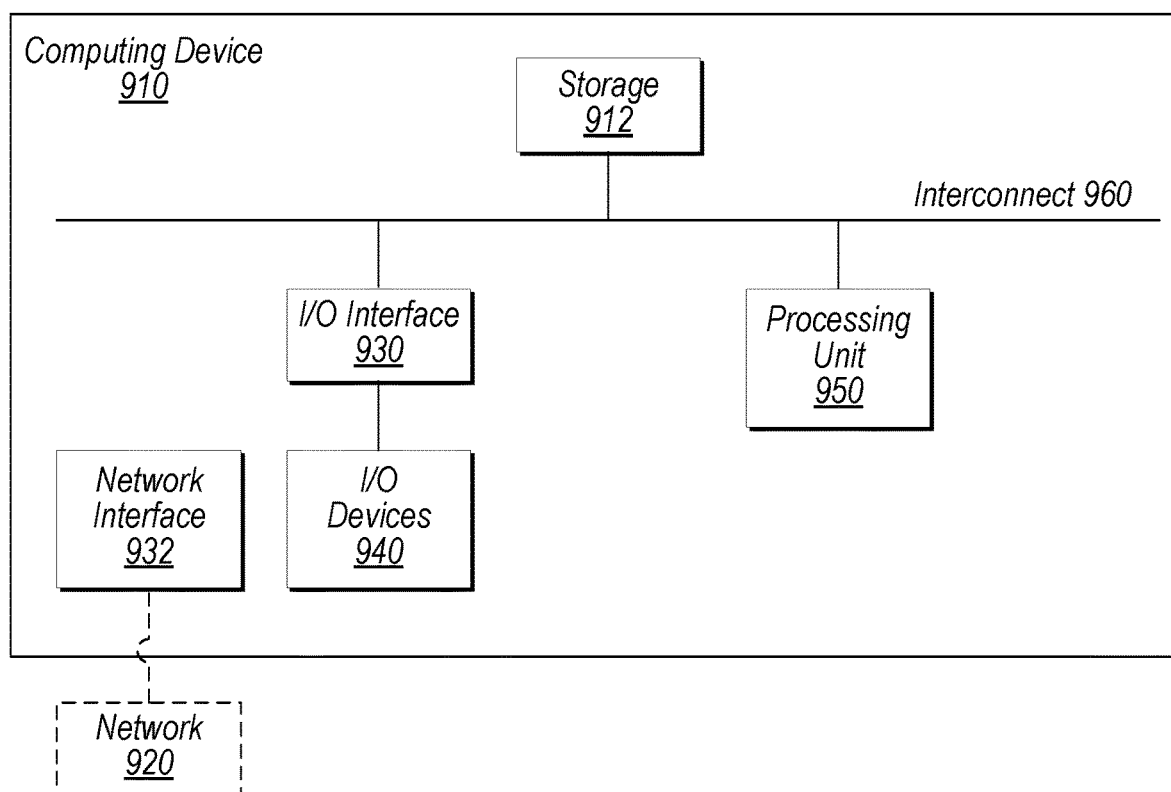 Computing Device
910
Storage
912
Interconnect 960
I/O Interface
930
Processing
Unit
950
Network
Interface
932
I/O
Devices
940
Network
920